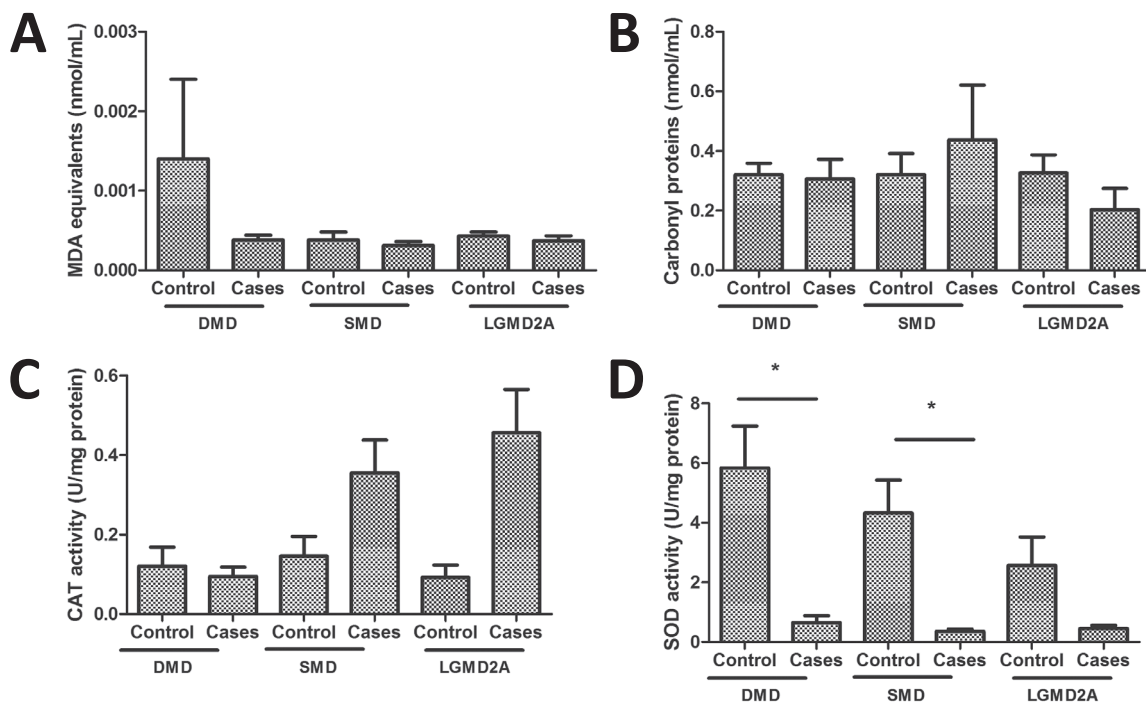 A
MDA equivalents (nmol/mL)
0.003
0.002
0.001
0.000
Control Cases Control Cases Control Cases
DMD SMD LGMD2A
B
Carbonyl proteins (nmol/mL)
0.8
0.6
0.4
0.2
0.0
Control Cases Control Cases Control Cases
DMD SMD LGMD2A
C
CAT activity (U/mg protein)
0.6
0.4
0.2
0.0
Control Cases Control Cases Control Cases
DMD SMD LGMD2A
D
SOD activity (U/mg protein)
*
*
8
6
4
2
0
Control Cases Control Cases Control Cases
DMD SMD LGMD2A